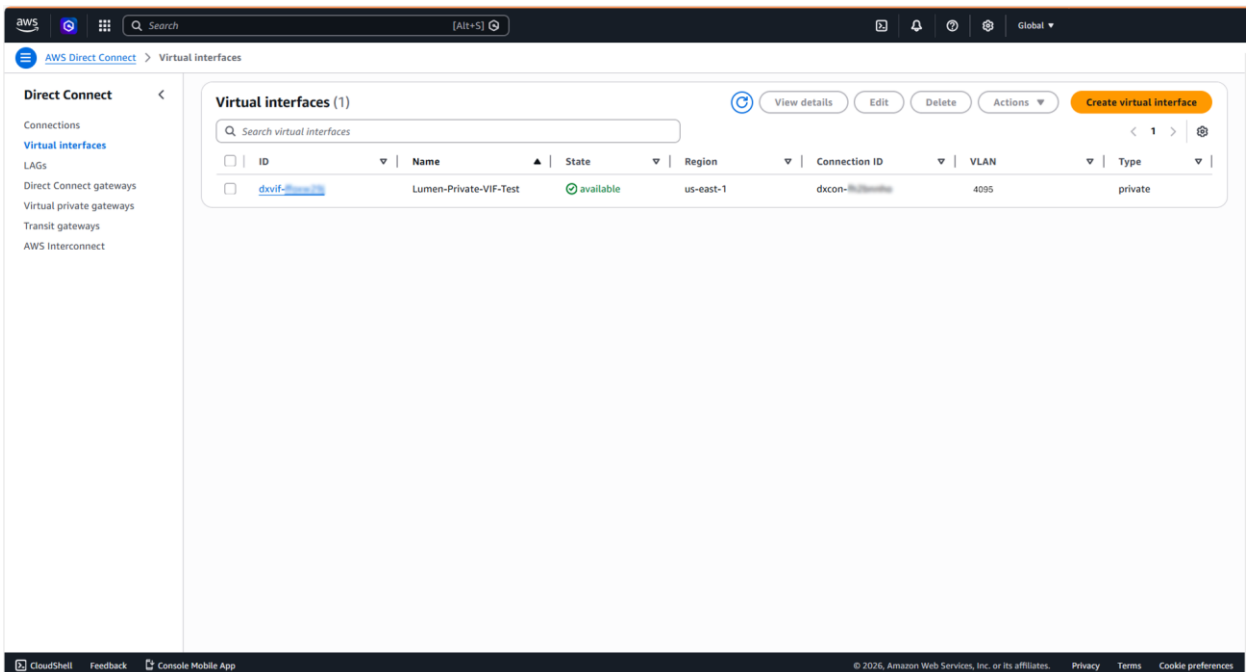 aws
Search [Alt+S]
Global
AWS Direct Connect > Virtual interfaces
Direct Connect
Connections
Virtual interfaces
LAGs
Direct Connect gateways
Virtual private gateways
Transit gateways
AWS Interconnect
Virtual interfaces (1)
View details Edit Delete Actions Create virtual interface
Search virtual interfaces
< 1 >
ID Name State Region Connection ID VLAN Type
dxvif- Lumen-Private-VIF-Test available us-east-1 dxcon- 4095 private
CloudShell Feedback Console Mobile App © 2026, Amazon Web Services, Inc. or its affiliates. Privacy Terms Cookie preferences